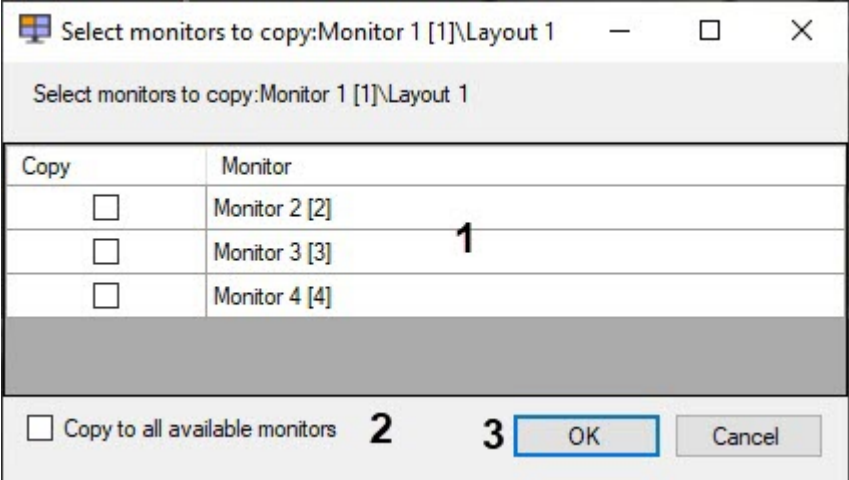 Select monitors to copy:Monitor 1 [1]\Layout 1
Select monitors to copy:Monitor 1 [1]\Layout 1
Copy Monitor
Monitor 2 [2]
1
Monitor 3 [3]
Monitor 4 [4]
Copy to all available monitors 2 3 OK Cancel